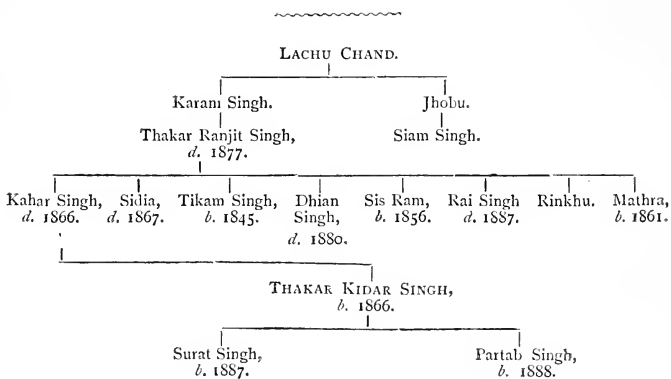 LACHU CHAND.
Karam Singh. Jhobu.
Thakar Ranjit Singh, Siam Singh.
d. 1877.
Kahar Singh, Sidia, Tikam Singh, Dhian Sis Ram, Rai Singh Rinkhu. Mathra,
d. 1866. d. 1867. b. 1845. Singh, b. 1856. d. 1887. b. 1861.
d. 1880.
THAKAR KIDAR SINGH,
b. 1866.
Surat Singh, Partab Singh,
b. 1887. b. 1888.